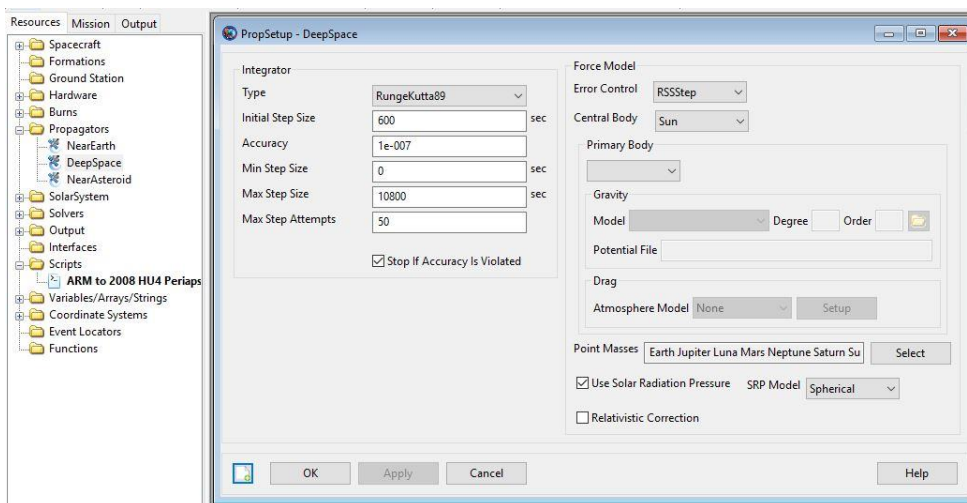 Resources Mission Output
Spacecraft
Formations
Ground Station
Hardware
Burns
Propagators
NearEarth
DeepSpace
NearAsteroid
SolarSystem
Solvers
Output
Interfaces
Scripts
ARM to 2008 HU4 Periaps
Variables/Arrays/Strings
Coordinate Systems
Event Locators
Functions
PropSetup - DeepSpace
Integrator
Type RungeKutta89
Initial Step Size 600 sec
Accuracy 1e-007
Min Step Size 0 sec
Max Step Size 10800 sec
Max Step Attempts 50
Stop If Accuracy Is Violated
Force Model
Error Control RSSStep
Central Body Sun
Primary Body
Gravity
Model Degree Order
Potential File
Drag
Atmosphere Model None Setup
Point Masses Earth Jupiter Luna Mars Neptune Saturn Su Select
Use Solar Radiation Pressure SRP Model Spherical
Relativistic Correction
OK Apply Cancel Help